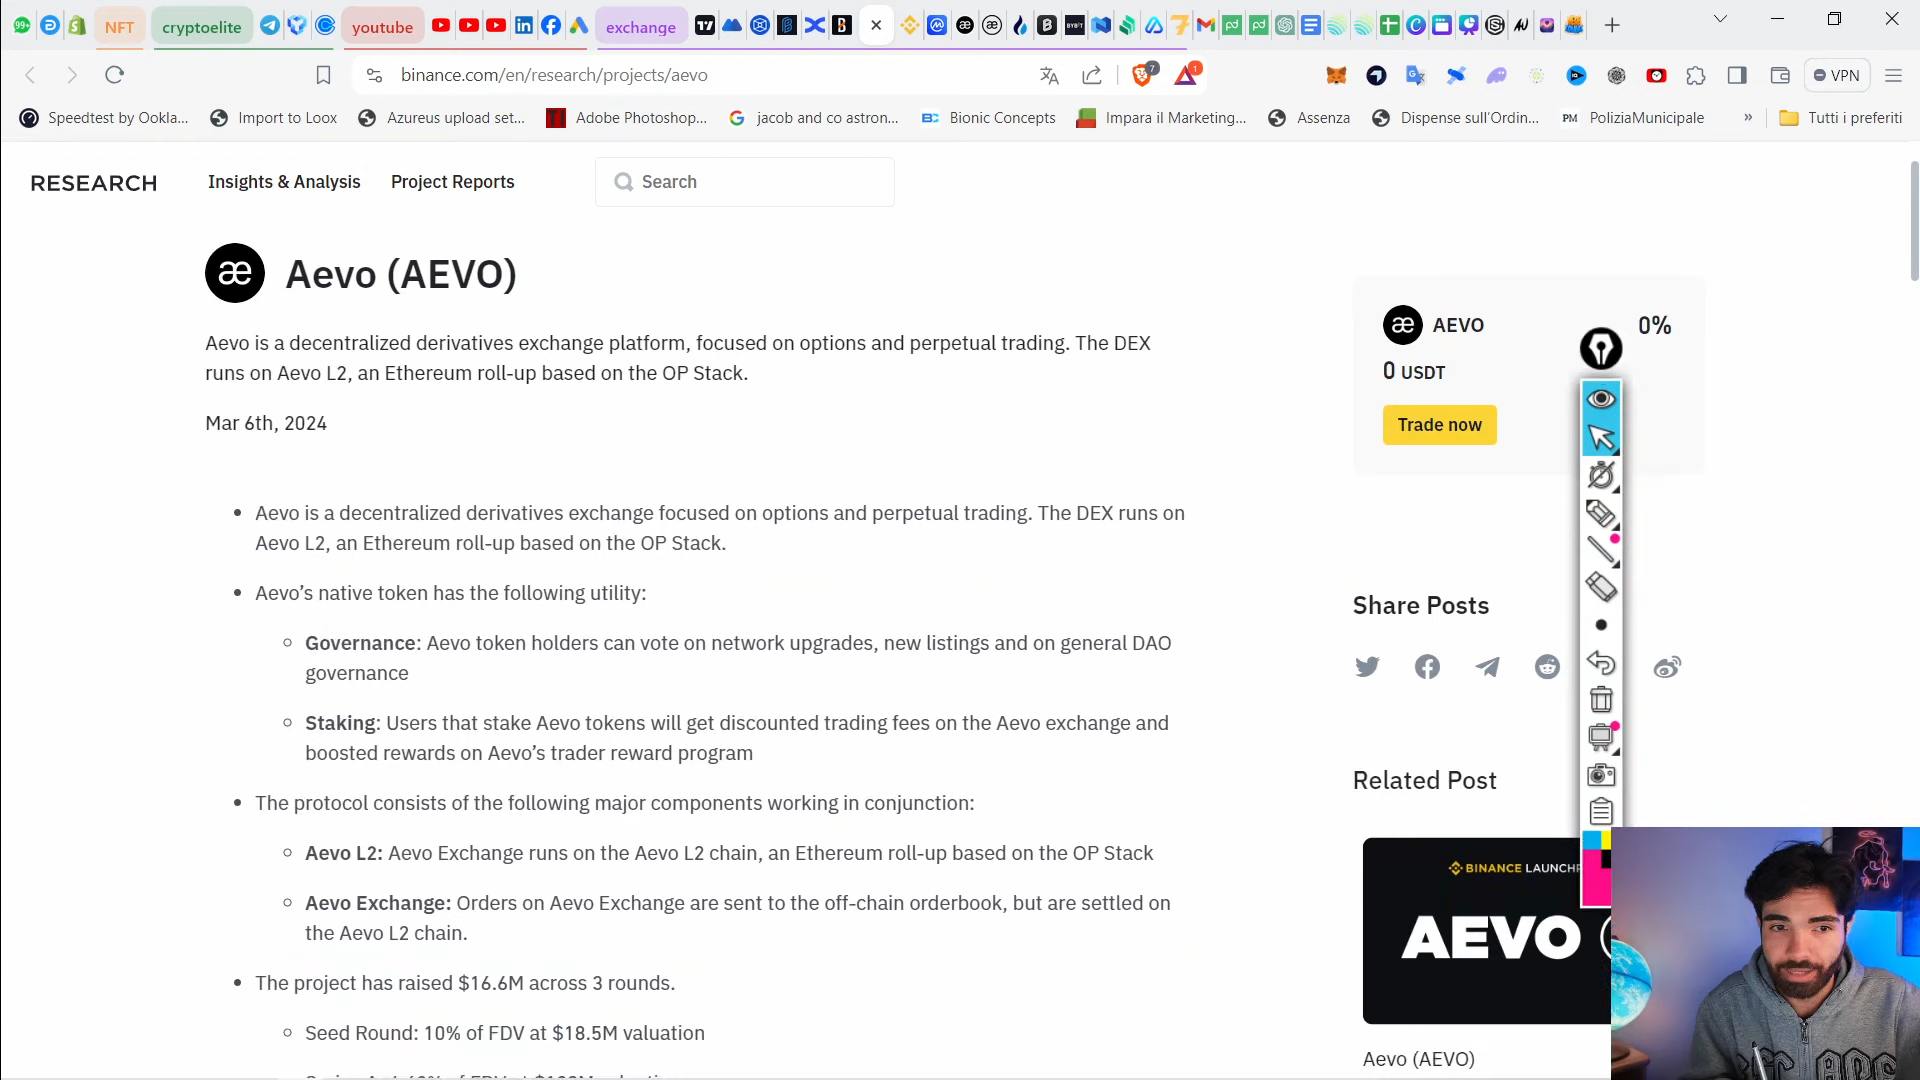 99+
NFT
cryptoelite
youtube
exchange
binance.com/en/research/projects/aevo
7
1
VPN
Speedtest by Ookla...
Import to Loox
Azureus upload set...
Adobe Photoshop...
jacob and co astron...
Bionic Concepts
Impara il Marketing...
Assenza
Dispense sull'Ordin...
PM PoliziaMunicipale
»
Tutti i preferiti
RESEARCH
Insights & Analysis
Project Reports
Search
æ Aevo (AEVO)
Aevo is a decentralized derivatives exchange platform, focused on options and perpetual trading. The DEX
runs on Aevo L2, an Ethereum roll-up based on the OP Stack.
Mar 6th, 2024
• Aevo is a decentralized derivatives exchange focused on options and perpetual trading. The DEX runs on
Aevo L2, an Ethereum roll-up based on the OP Stack.
• Aevo’s native token has the following utility:
◦ Governance: Aevo token holders can vote on network upgrades, new listings and on general DAO
governance
◦ Staking: Users that stake Aevo tokens will get discounted trading fees on the Aevo exchange and
boosted rewards on Aevo’s trader reward program
• The protocol consists of the following major components working in conjunction:
◦ Aevo L2: Aevo Exchange runs on the Aevo L2 chain, an Ethereum roll-up based on the OP Stack
◦ Aevo Exchange: Orders on Aevo Exchange are sent to the off-chain orderbook, but are settled on
the Aevo L2 chain.
• The project has raised $16.6M across 3 rounds.
◦ Seed Round: 10% of FDV at $18.5M valuation
æ AEVO
0%
0 USDT
Trade now
Share Posts
Related Post
BINANCE LAUNCHP
AEVO
Aevo (AEVO)